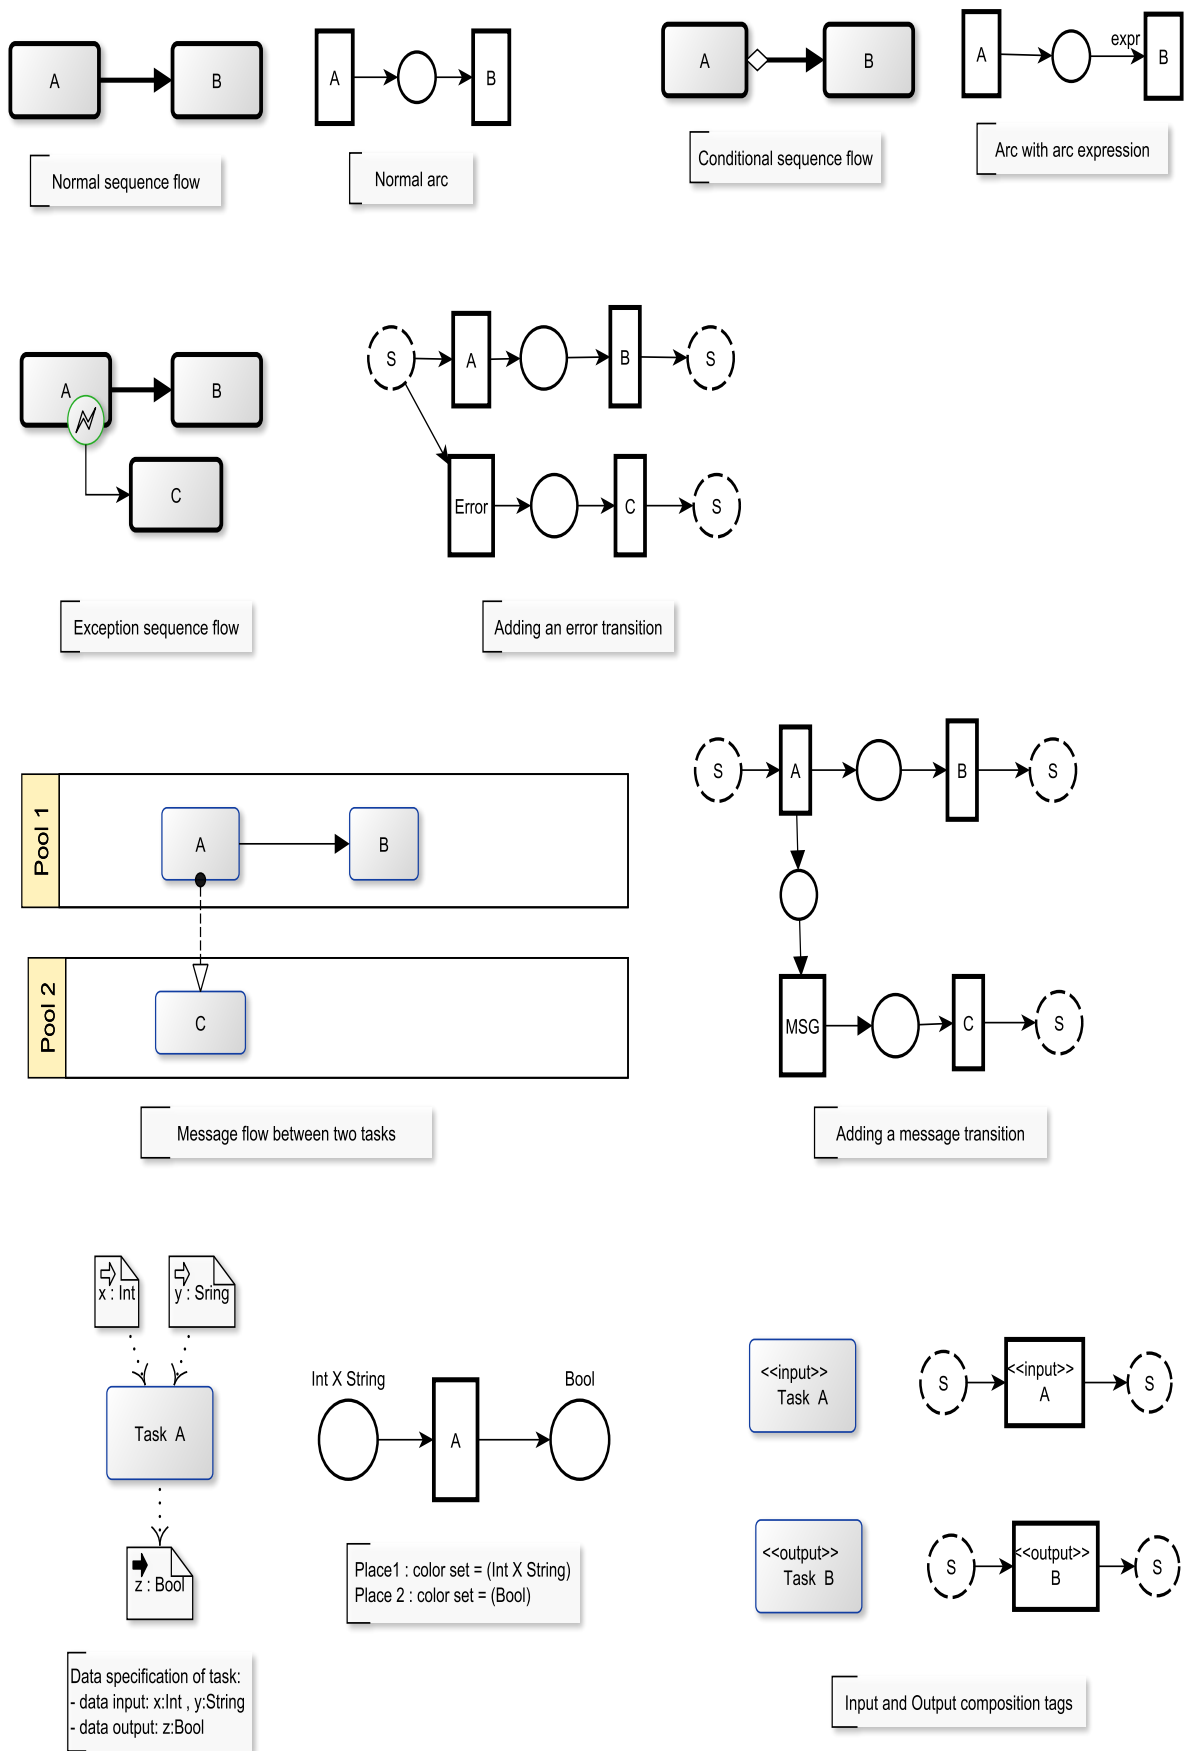 A
B
A
B
A
B
expr
A
B
Normal sequence flow
Normal arc
Conditional sequence flow
Arc with arc expression
A
B
C
S
A
B
S
Error
C
S
Exception sequence flow
Adding an error transition
Pool 1
A
B
Pool 2
C
S
A
B
S
MSG
C
S
Message flow between two tasks
Adding a message transition
x : Int
y : Sring
Task A
z : Bool
Int X String
Bool
A
Place1 : color set = (Int X String)
Place 2 : color set = (Bool)
Data specification of task:
- data input: x:Int , y:String
- data output: z:Bool
<<input>>
Task A
S
<<input>>
A
S
<<output>>
Task B
S
<<output>>
B
S
Input and Output composition tags